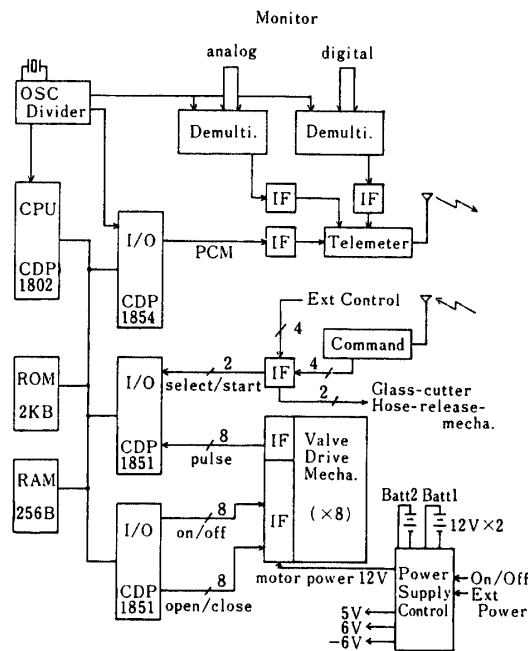 Monitor
analog
digital
OSC
Divider
Demulti.
Demulti.
IF
IF
CPU
CDP
1802
I/O
CDP
1854
PCM
IF
Telemeter
Ext Control
4
Command
4
IF
2
select/start
2
Glass-cutter
Hose-release-
mecha.
ROM
2KB
I/O
CDP
1851
8
pulse
IF
Valve
Drive
Mecha.
(×8)
IF
RAM
256B
I/O
CDP
1851
8
on/off
8
open/close
motor power 12V
Batt2
Batt1
12V×2
Power
Supply
Control
On/Off
Ext
Power
5V
6V
-6V